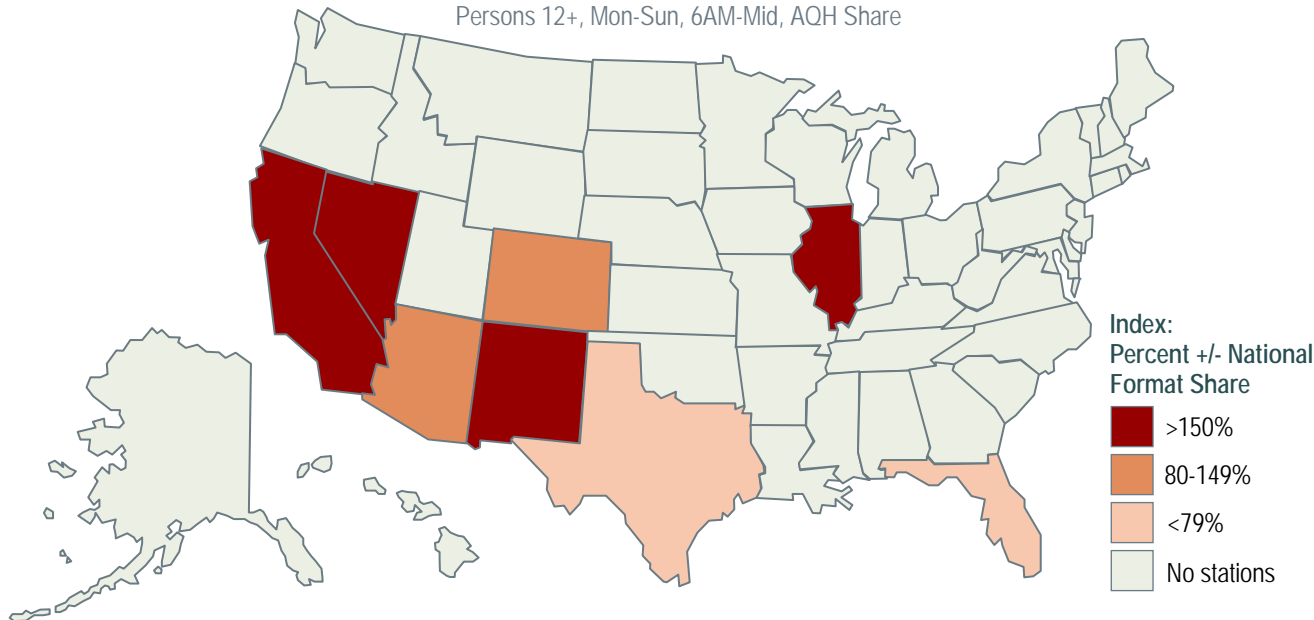 Persons 12+, Mon-Sun, 6AM-Mid, AQH Share
Index:
Percent +/- National
Format Share
>150%
80-149%
<79%
No stations